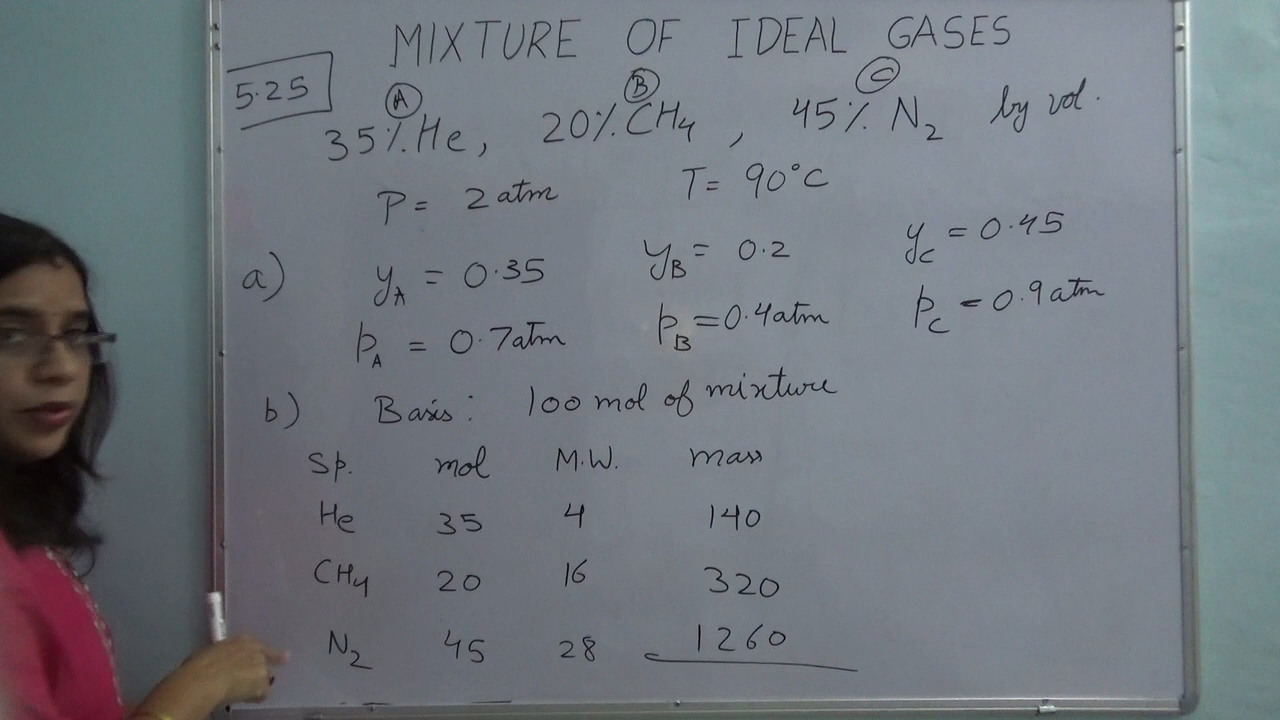 MIXTURE OF IDEAL GASES
5.25
A B C
35% He, 20% CH4, 45% N2 by vol.
P = 2 atm T = 90°C
a) yA = 0.35 yB = 0.2 yC = 0.45
pA = 0.7atm pB = 0.4atm pC = 0.9atm
b) Basis: 100 mol of mixture
Sp. mol M.W. mass
He 35 4 140
CH4 20 16 320
N2 45 28 1260